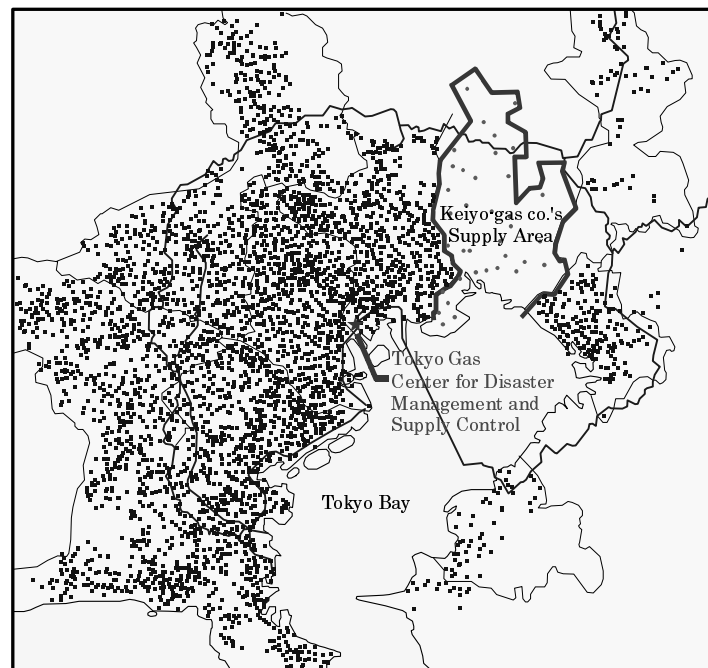 Keiyo gas co.'s
Supply Area
Tokyo Gas
Center for Disaster
Management and
Supply Control
Tokyo Bay